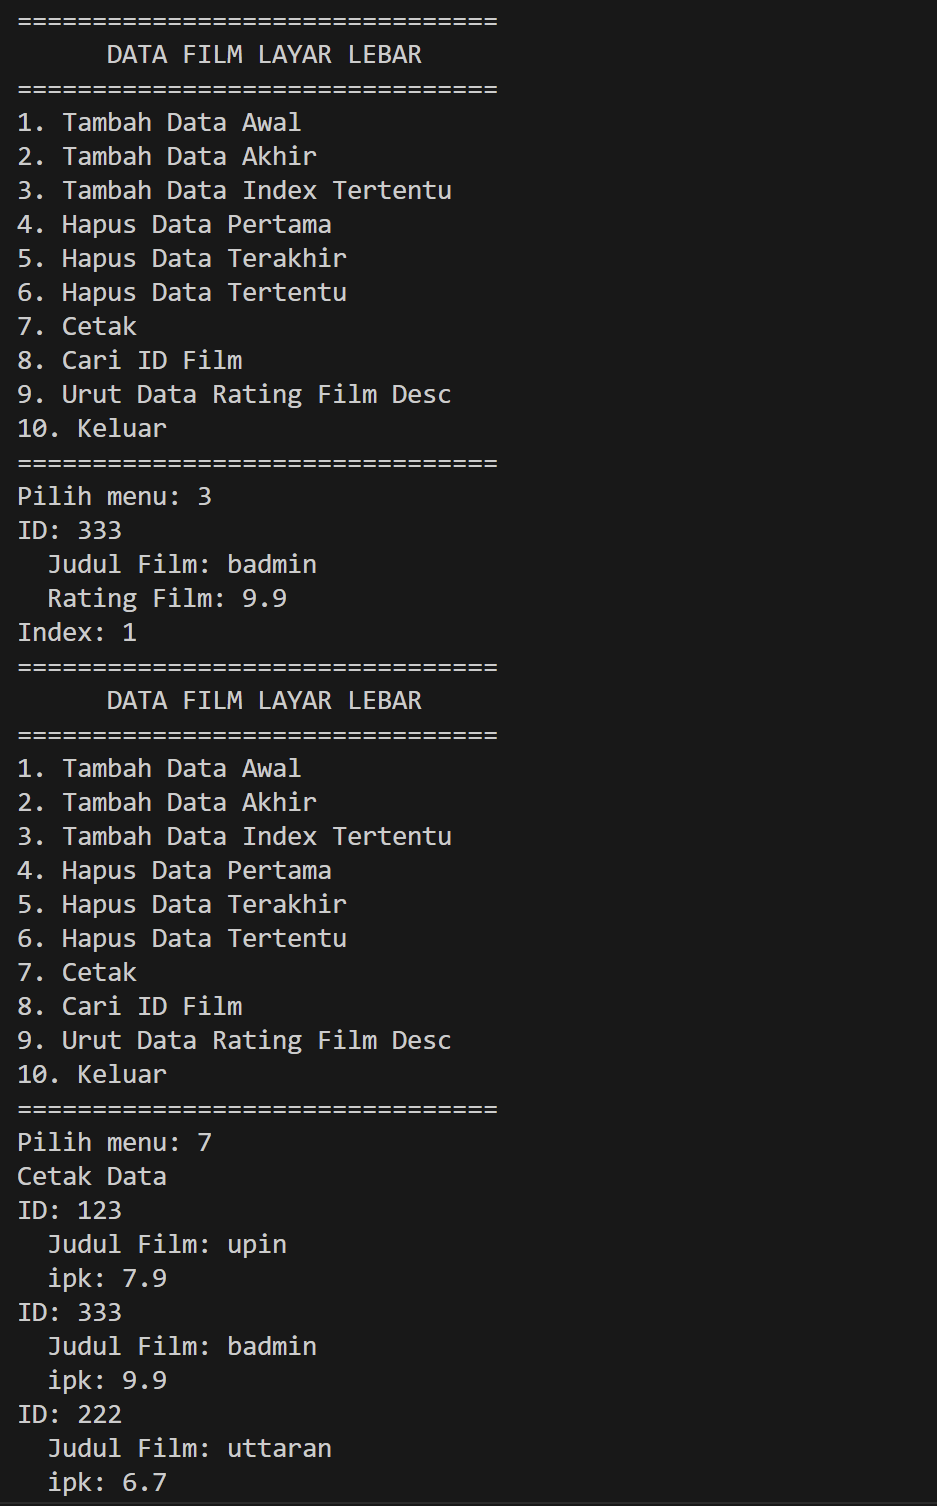 ================================
      DATA FILM LAYAR LEBAR
================================
1. Tambah Data Awal
2. Tambah Data Akhir
3. Tambah Data Index Tertentu
4. Hapus Data Pertama
5. Hapus Data Terakhir
6. Hapus Data Tertentu
7. Cetak
8. Cari ID Film
9. Urut Data Rating Film Desc
10. Keluar
================================
Pilih menu: 3
ID: 333
  Judul Film: badmin
  Rating Film: 9.9
Index: 1
================================
      DATA FILM LAYAR LEBAR
================================
1. Tambah Data Awal
2. Tambah Data Akhir
3. Tambah Data Index Tertentu
4. Hapus Data Pertama
5. Hapus Data Terakhir
6. Hapus Data Tertentu
7. Cetak
8. Cari ID Film
9. Urut Data Rating Film Desc
10. Keluar
================================
Pilih menu: 7
Cetak Data
ID: 123
  Judul Film: upin
  ipk: 7.9
ID: 333
  Judul Film: badmin
  ipk: 9.9
ID: 222
  Judul Film: uttaran
  ipk: 6.7